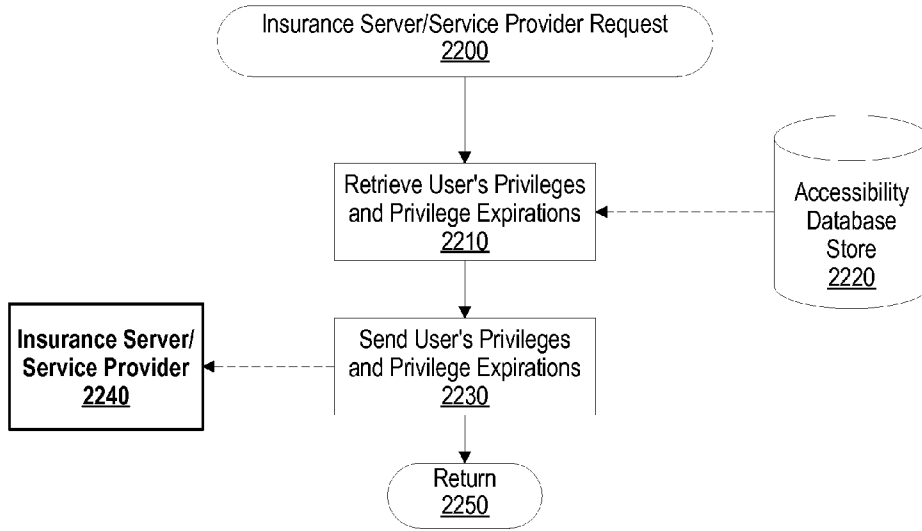 Insurance Server/Service Provider Request
2200
Retrieve User's Privileges
and Privilege Expirations
2210
Accessibility
Database
Store
2220
Send User's Privileges
and Privilege Expirations
2230
Insurance Server/
Service Provider
2240
Return
2250